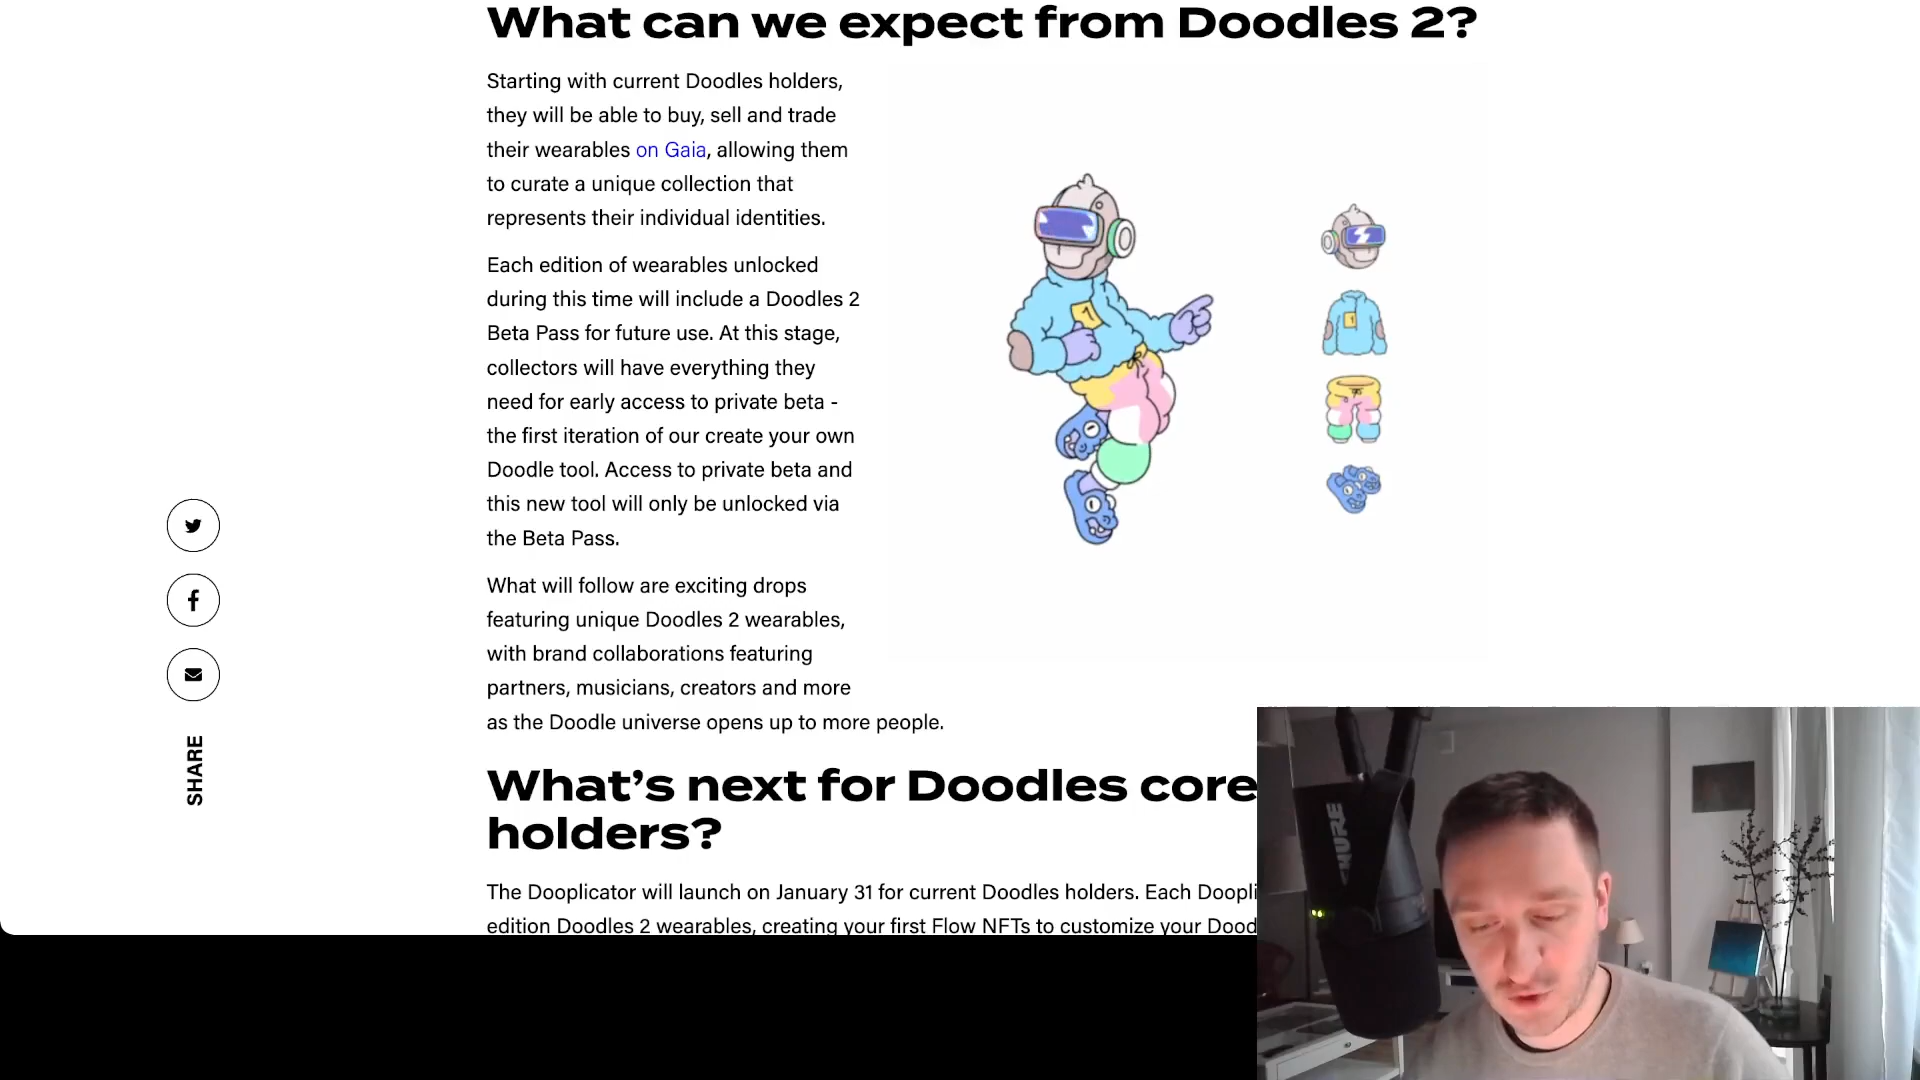 What can we expect from Doodles 2?
Starting with current Doodles holders,
they will be able to buy, sell and trade
their wearables on Gaia, allowing them
to curate a unique collection that
represents their individual identities.
Each edition of wearables unlocked
during this time will include a Doodles 2
Beta Pass for future use. At this stage,
collectors will have everything they
need for early access to private beta -
the first iteration of our create your own
Doodle tool. Access to private beta and
this new tool will only be unlocked via
the Beta Pass.
What will follow are exciting drops
featuring unique Doodles 2 wearables,
with brand collaborations featuring
partners, musicians, creators and more
as the Doodle universe opens up to more people.
What’s next for Doodles core
holders?
The Dooplicator will launch on January 31 for current Doodles holders. Each Doopli
edition Doodles 2 wearables, creating your first Flow NFTs to customize your Dood
SHARE
SHURE
1
1